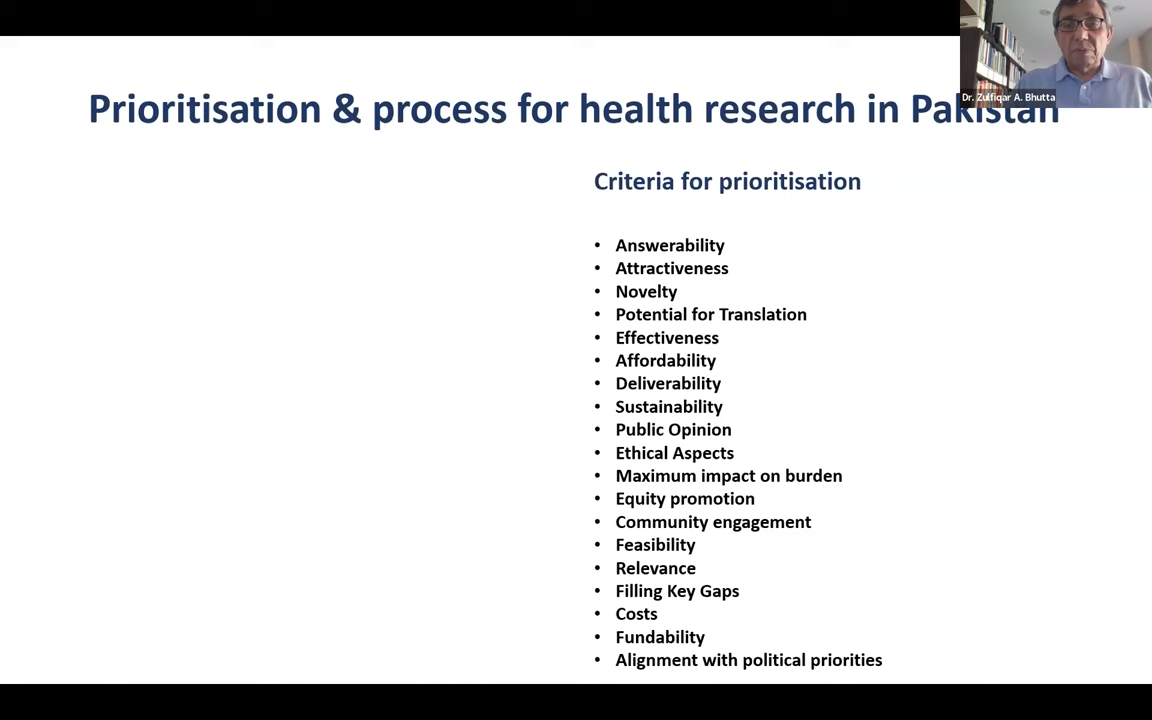 Dr. Zulfiqar A. Bhutta
Prioritisation & process for health research in Pakistan
Criteria for prioritisation
• Answerability
• Attractiveness
• Novelty
• Potential for Translation
• Effectiveness
• Affordability
• Deliverability
• Sustainability
• Public Opinion
• Ethical Aspects
• Maximum impact on burden
• Equity promotion
• Community engagement
• Feasibility
• Relevance
• Filling Key Gaps
• Costs
• Fundability
• Alignment with political priorities